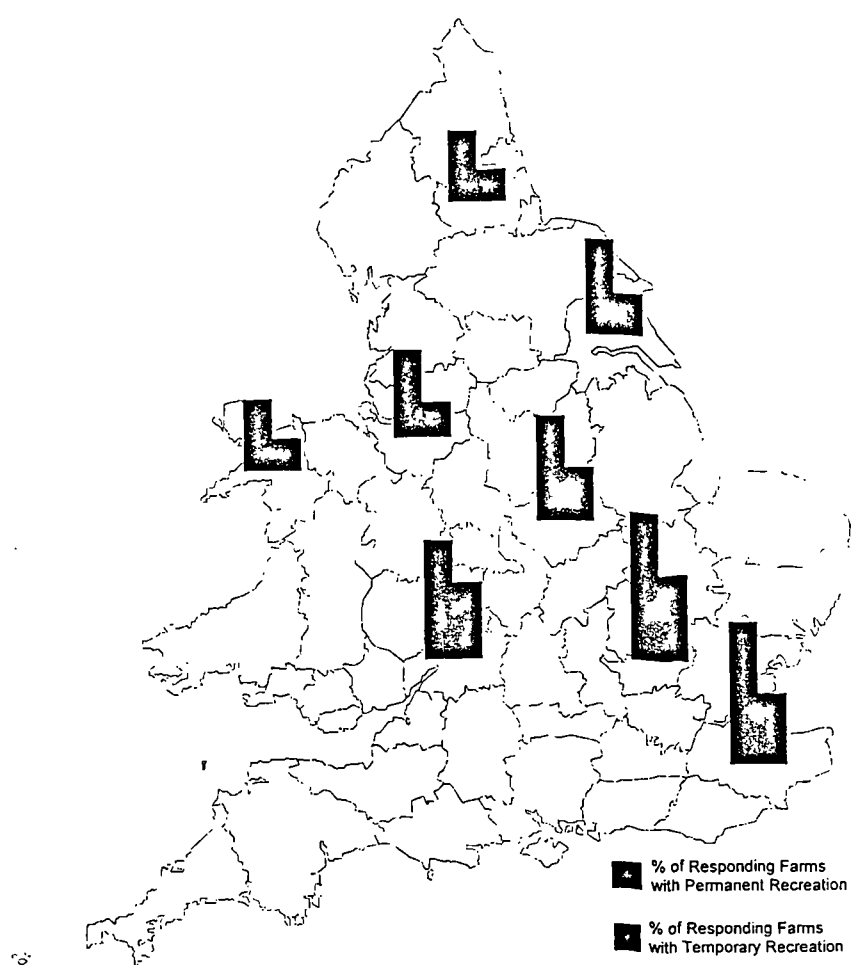 % of Responding Farms
with Permanent Recreation
% of Responding Farms
with Temporary Recreation